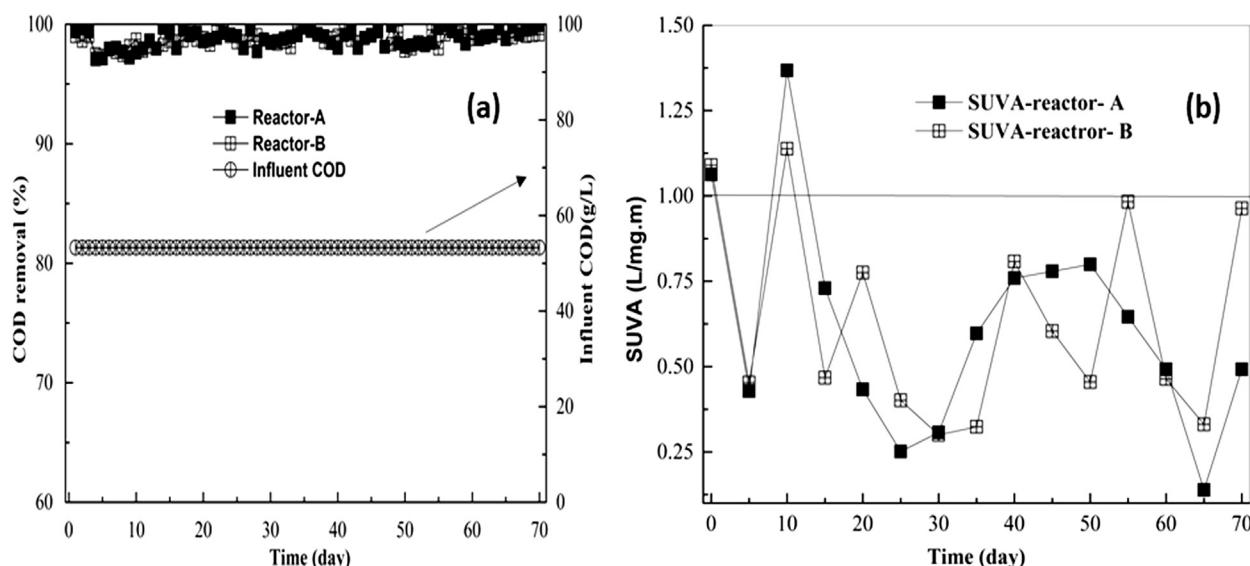 100
90
80
70
60
COD removal (%)
(a)
Reactor-A
Reactor-B
Influent COD
100
80
60
40
20
0
Influent COD(g/L)
0 10 20 30 40 50 60 70
Time (day)
1.50
1.25
1.00
0.75
0.50
0.25
SUVA (L/mg.m)
(b)
SUVA-reactor- A
SUVA-reactror- B
0 10 20 30 40 50 60 70
Time (day)